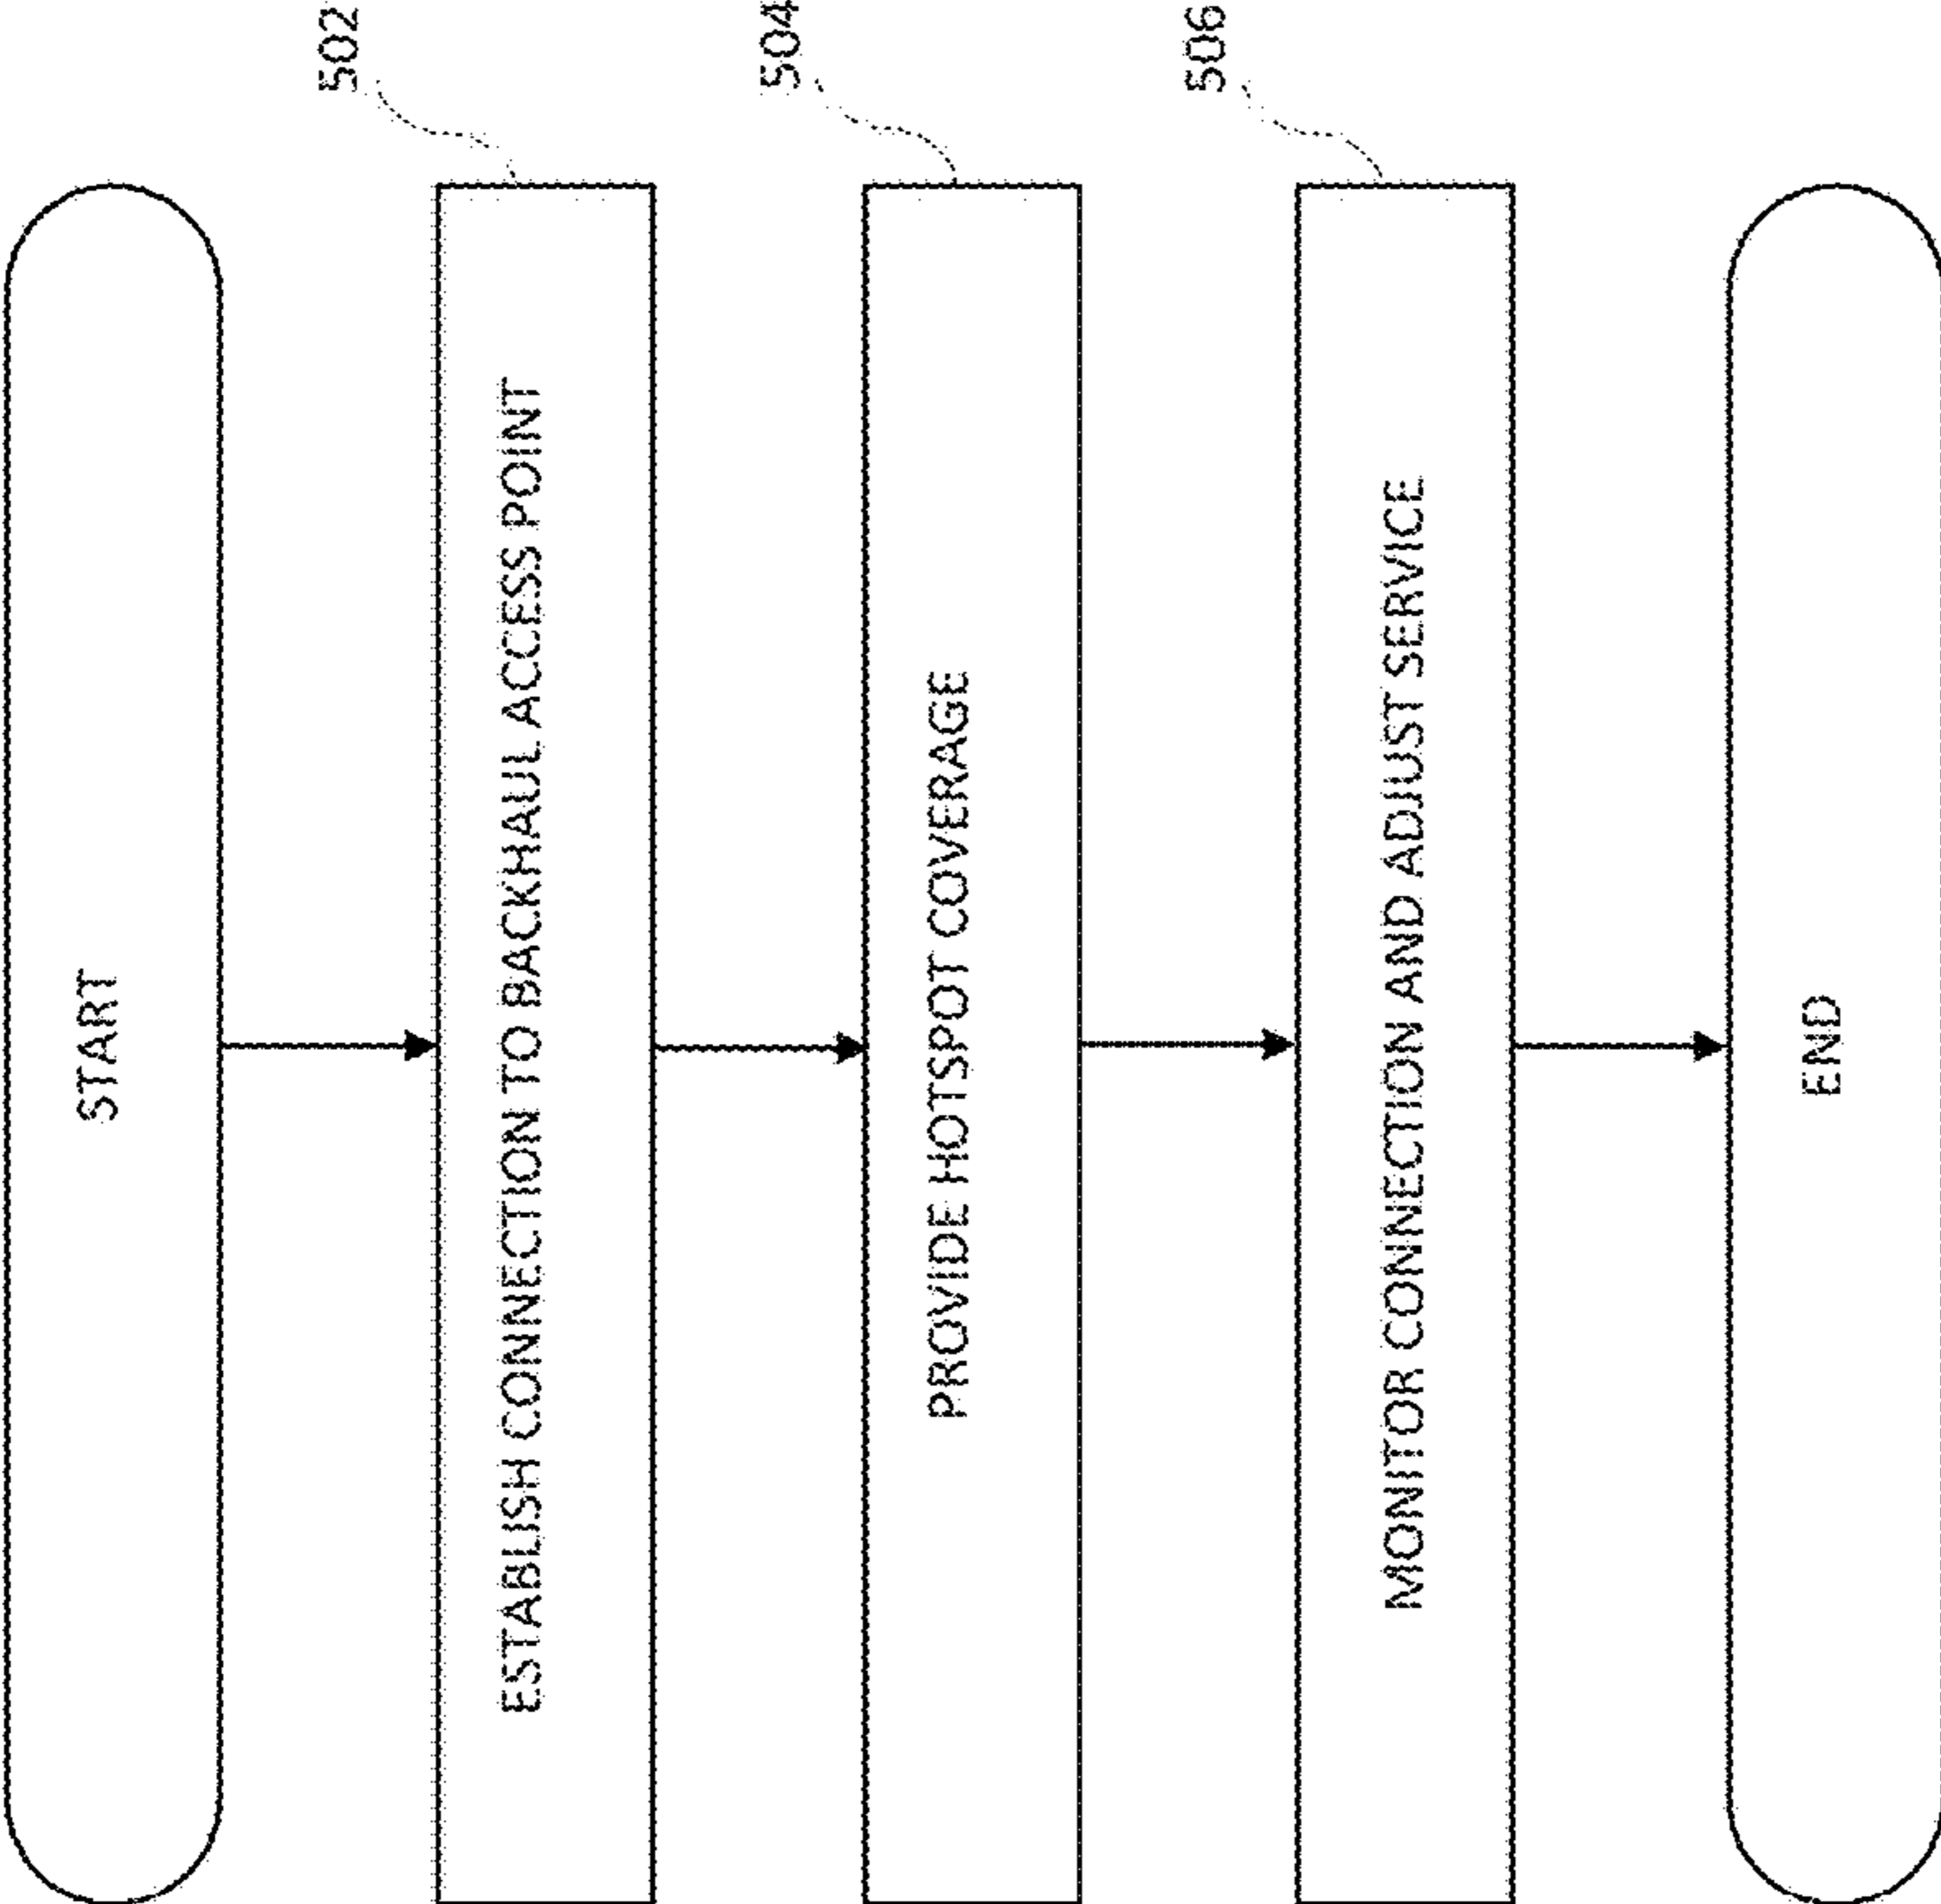 START
502
ESTABLISH CONNECTION TO BACKHAUL ACCESS POINT
504
PROVIDE HOTSPOT COVERAGE
506
MONITOR CONNECTION AND ADJUST SERVICE
END